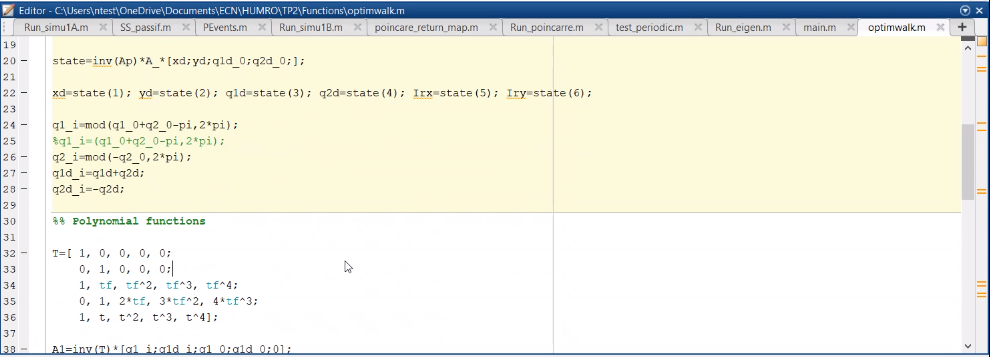 Editor - C:\Users\ntest\OneDrive\Documents\ECN\HUMRO\TP2\Functions\optimwalk.m
Run_simu1A.m SS_passif.m PEvents.m Run_simu1B.m poincare_return_map.m Run_poincarre.m test_periodic.m Run_eigen.m main.m optimwalk.m
19
20 state=inv(Ap)*A_*[xd;yd;q1d_0;q2d_0;];
21
22 xd=state(1); yd=state(2); q1d=state(3); q2d=state(4); Irx=state(5); Iry=state(6);
23
24 q1_i=mod(q1_0+q2_0-pi,2*pi);
25 %q1_i=(q1_0+q2_0-pi,2*pi);
26 q2_i=mod(-q2_0,2*pi);
27 q1d_i=q1d+q2d;
28 q2d_i=-q2d;
29
30 %% Polynomial functions
31
32 T=[ 1, 0, 0, 0, 0;
33 0, 1, 0, 0, 0;
34 1, tf, tf^2, tf^3, tf^4;
35 0, 1, 2*tf, 3*tf^2, 4*tf^3;
36 1, t, t^2, t^3, t^4];
37
38 A1=inv(T)*[q1_i;q1d_i;q1_0;q1d_0;0];